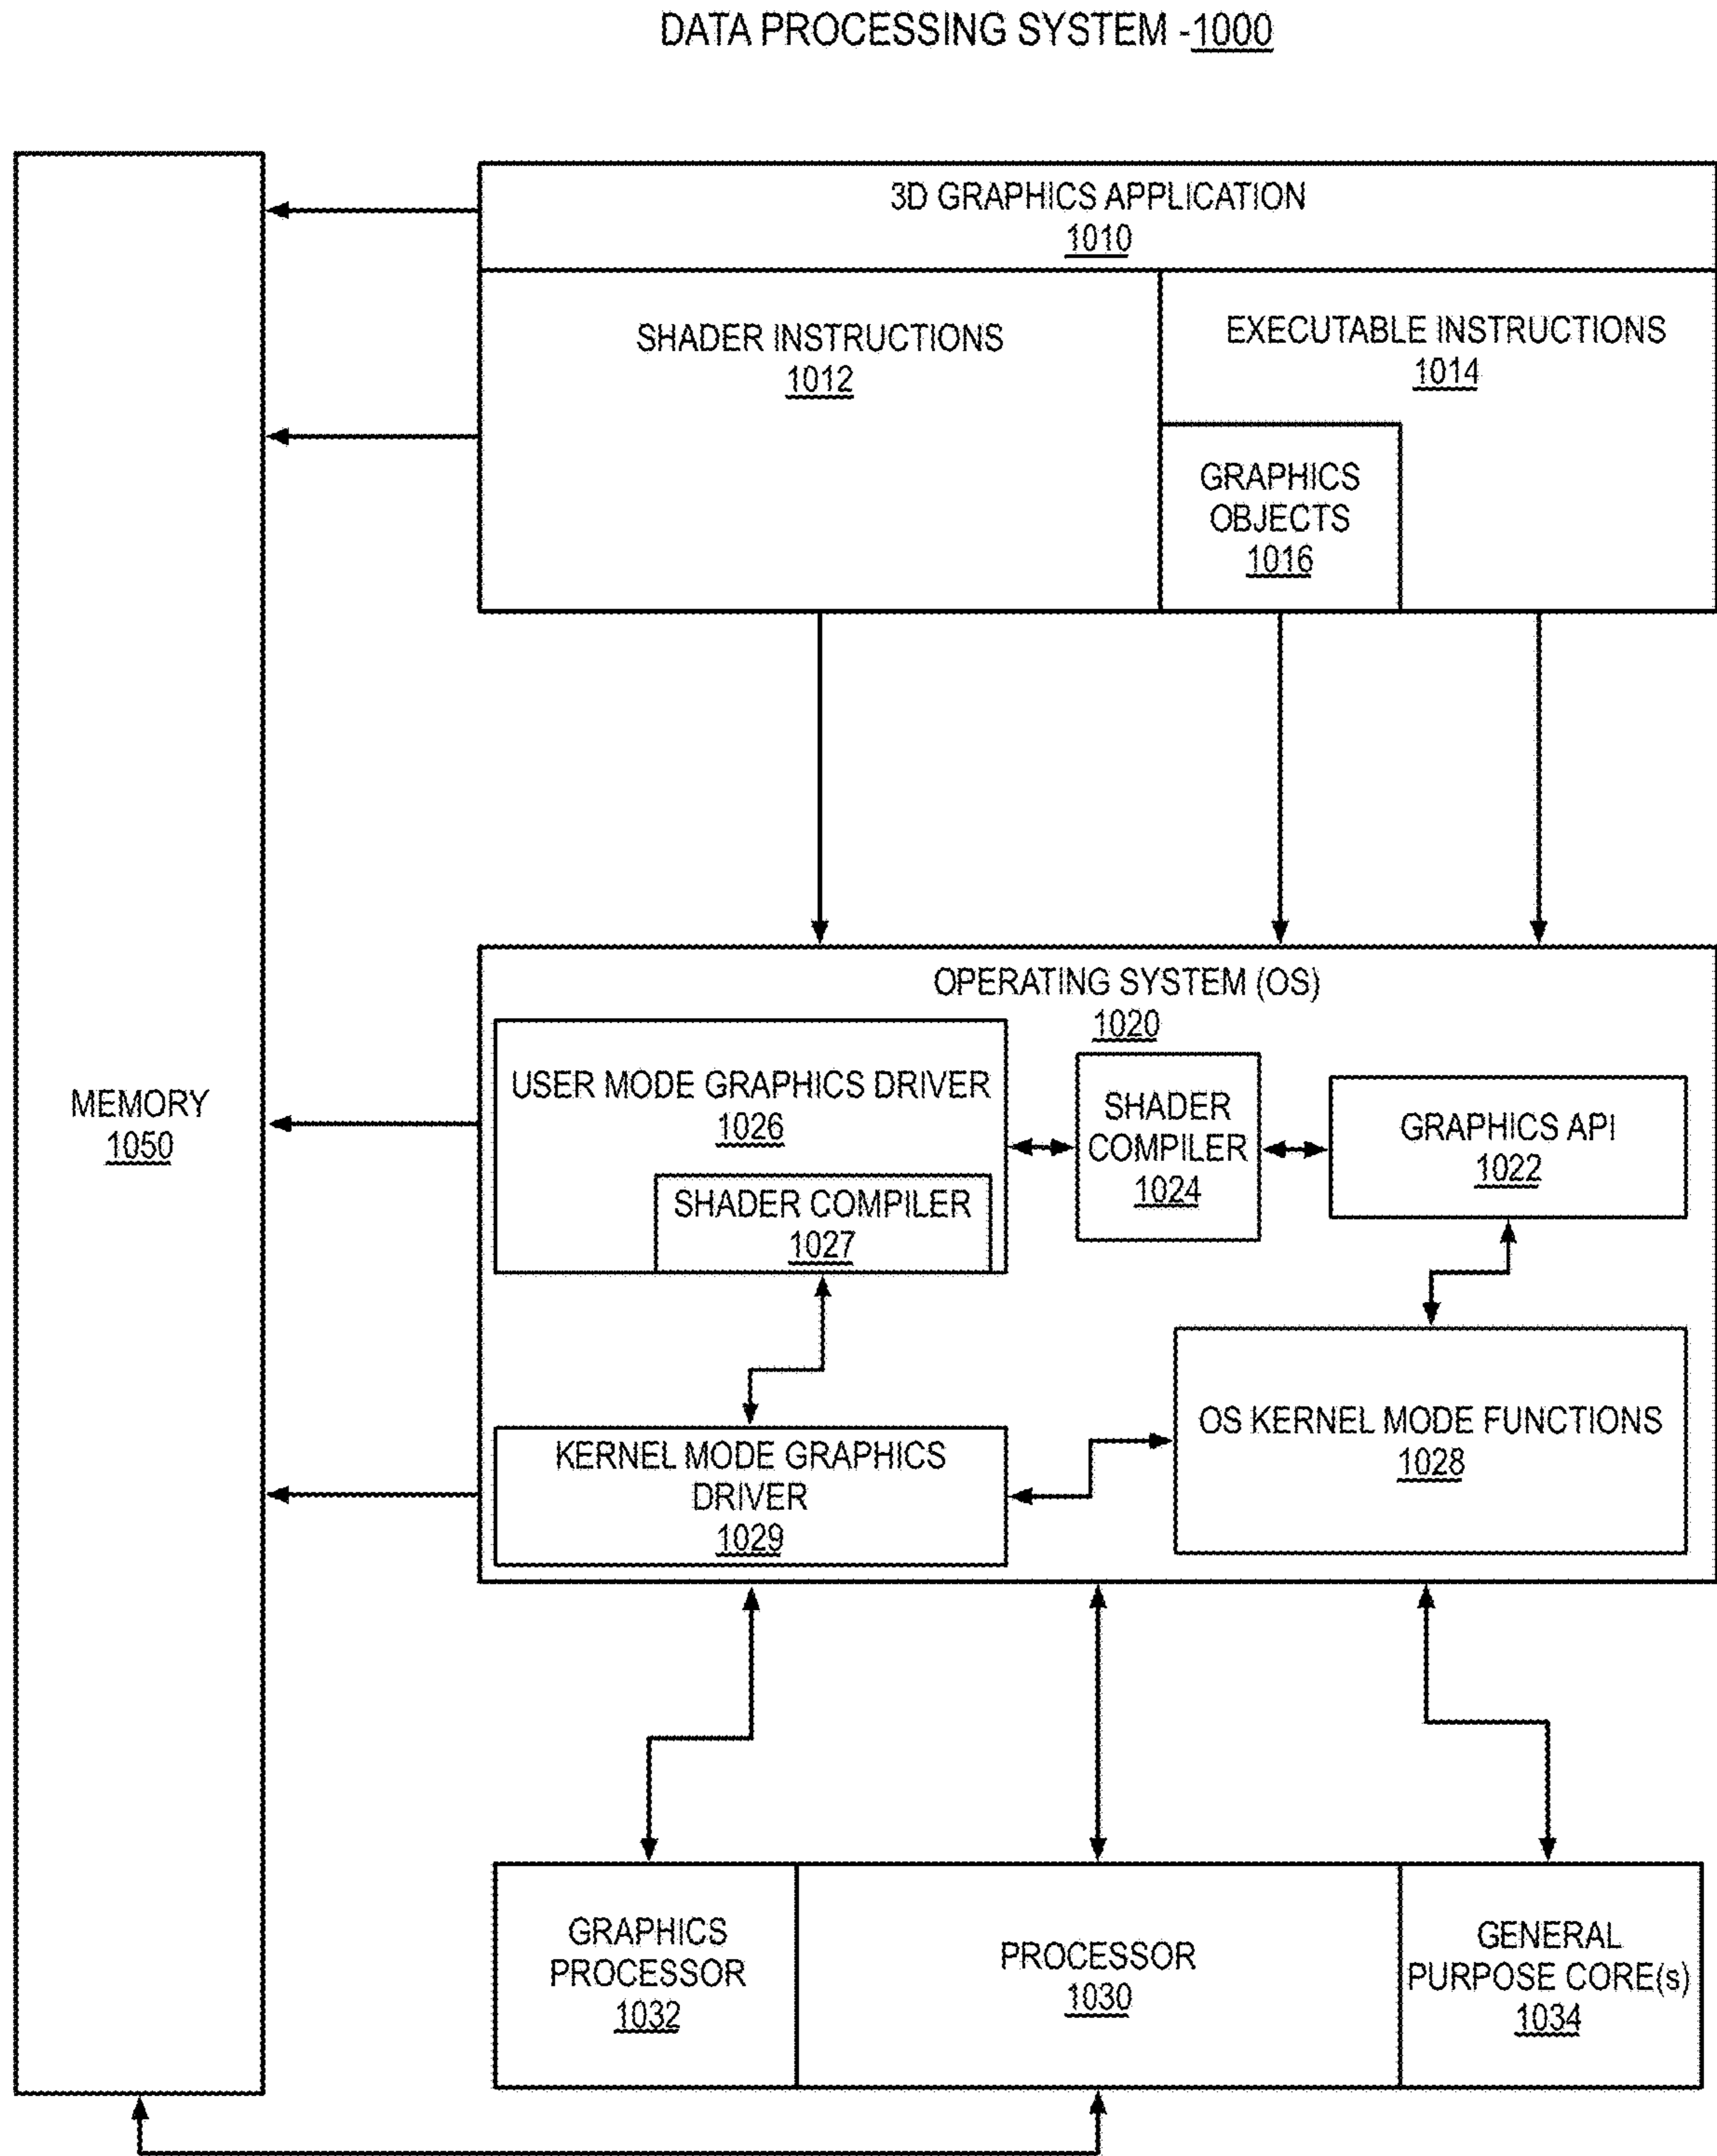 DATA PROCESSING SYSTEM -1000
3D GRAPHICS APPLICATION
1010
SHADER INSTRUCTIONS
1012
EXECUTABLE INSTRUCTIONS
1014
GRAPHICS
OBJECTS
1016
MEMORY
1050
OPERATING SYSTEM (OS)
1020
USER MODE GRAPHICS DRIVER
1026
SHADER COMPILER
1027
SHADER
COMPILER
1024
GRAPHICS API
1022
KERNEL MODE GRAPHICS
DRIVER
1029
OS KERNEL MODE FUNCTIONS
1028
GRAPHICS
PROCESSOR
1032
PROCESSOR
1030
GENERAL
PURPOSE CORE(s)
1034